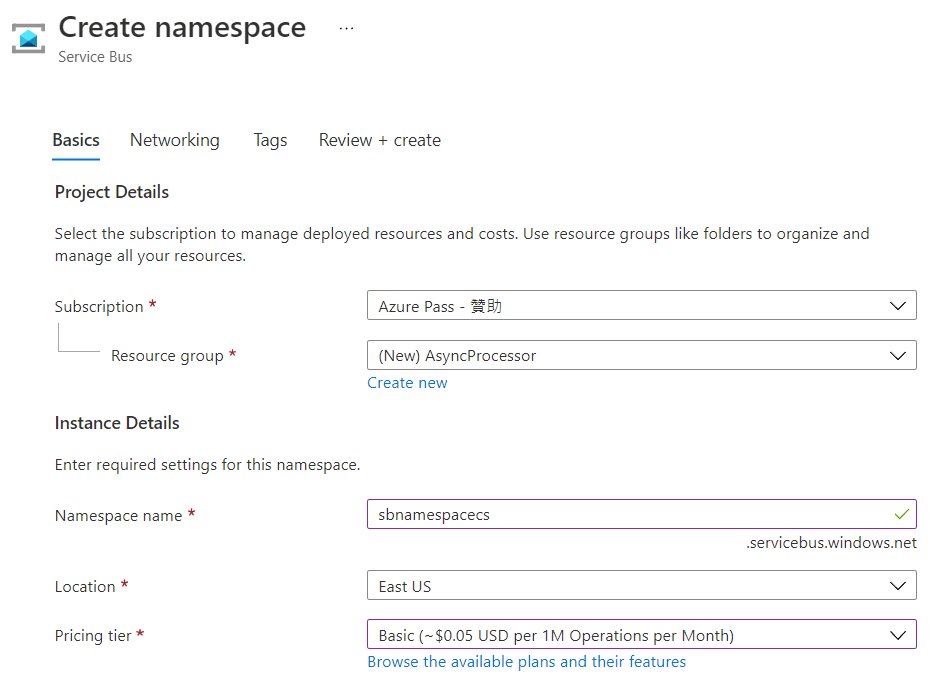 Create namespace ...
Service Bus
Basics Networking Tags Review + create
Project Details
Select the subscription to manage deployed resources and costs. Use resource groups like folders to organize and
manage all your resources.
Subscription * Azure Pass - 贊助
Resource group * (New) AsyncProcessor
Create new
Instance Details
Enter required settings for this namespace.
Namespace name * sbnamespacecs
.servicebus.windows.net
Location * East US
Pricing tier * Basic (~$0.05 USD per 1M Operations per Month)
Browse the available plans and their features